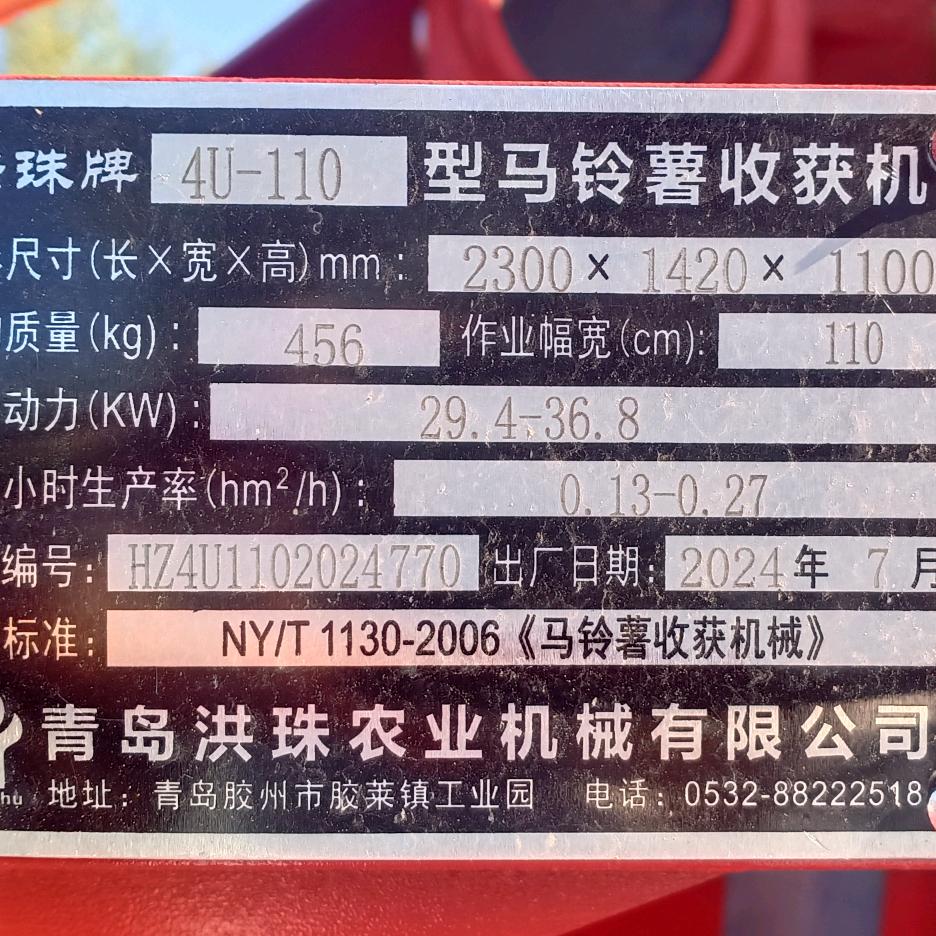 珠牌 4U-110 型马铃薯收获机
尺寸(长×宽×高)mm: 2300× 1420× 1100
质量(kg): 456 作业幅宽(cm): 110
动力(KW): 29.4-36.8
小时生产率(hm²/h): 0.13-0.27
编号: HZ4U1102024770 出厂日期: 2024年 7月
标准: NY/T 1130-2006《马铃薯收获机械》
青岛洪珠农业机械有限公司
地址: 青岛胶州市胶莱镇工业园 电话: 0532-88222518